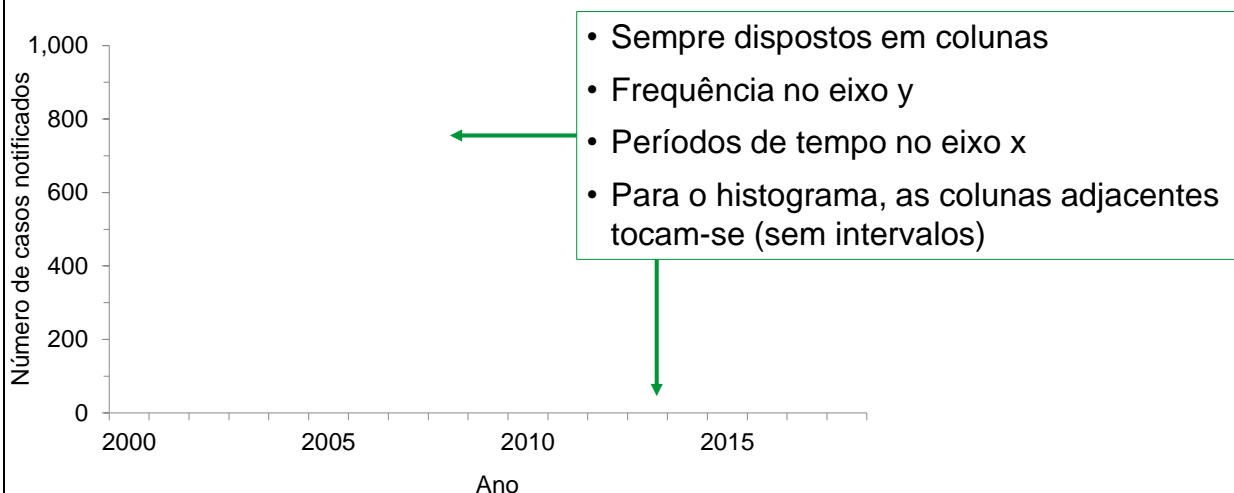 Número de casos notificados
1,000
800
600
400
200
0
2000 2005 2010 2015
Ano
• Sempre dispostos em colunas
• Frequência no eixo y
• Períodos de tempo no eixo x
• Para o histograma, as colunas adjacentes
tocam-se (sem intervalos)